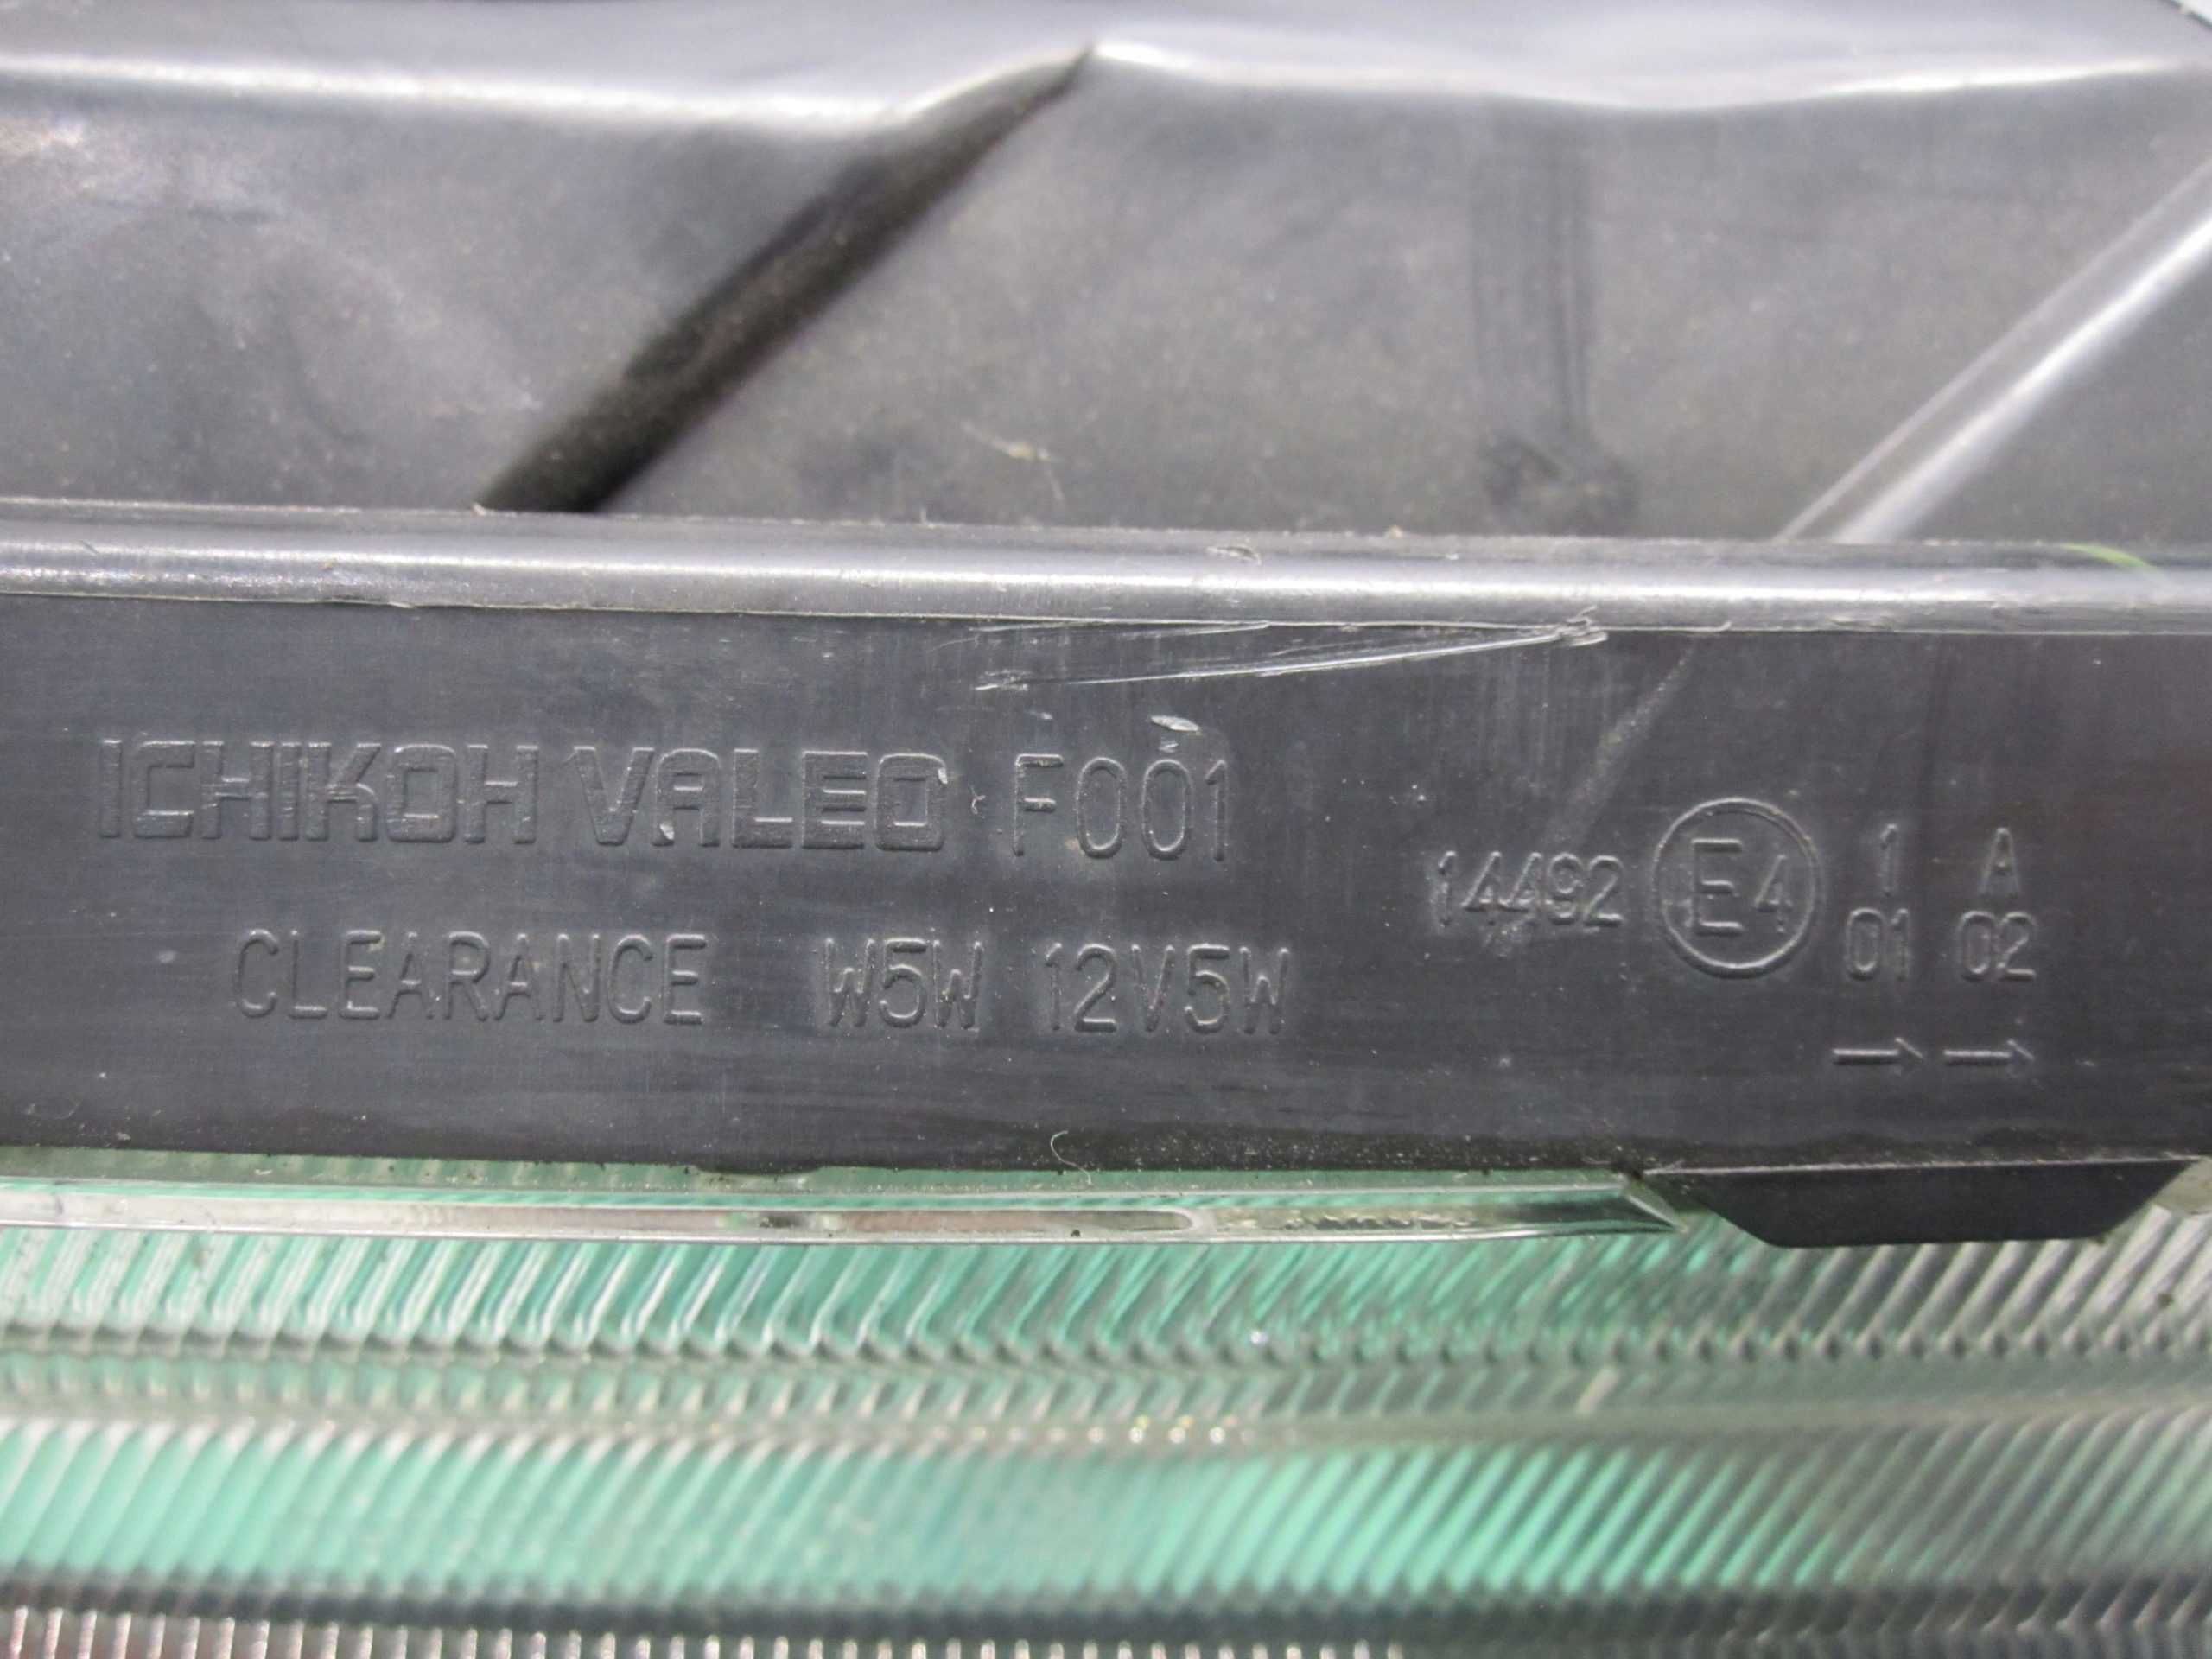 ICHIKOH VALEO F001
CLEARANCE W5W 12V5W
14492 E4 1 A
01 02
→ →